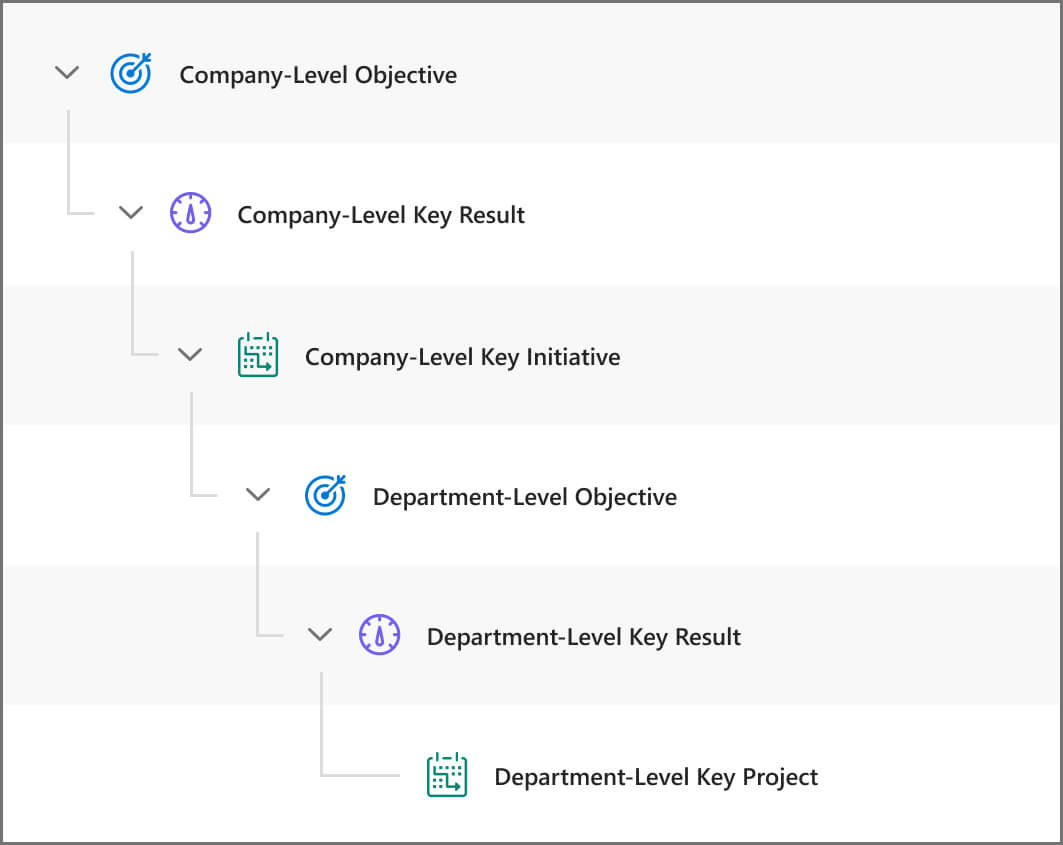 Company-Level Objective
Company-Level Key Result
Company-Level Key Initiative
Department-Level Objective
Department-Level Key Result
Department-Level Key Project